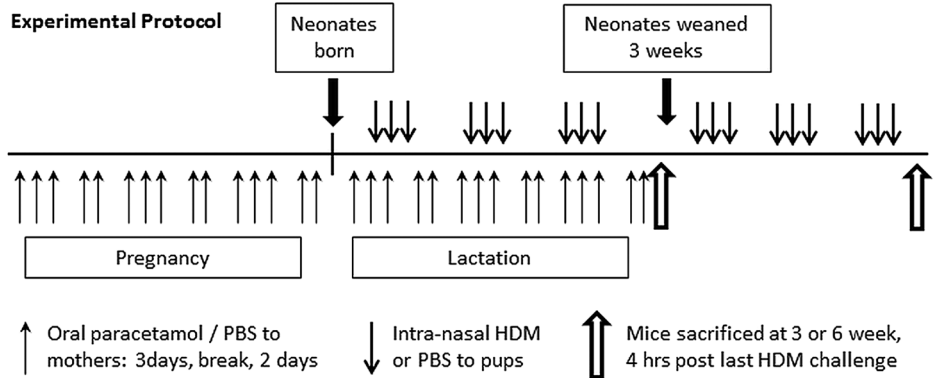 Experimental Protocol
Neonates
born
Neonates weaned
3 weeks
Pregnancy
Lactation
Oral paracetamol / PBS to
mothers: 3days, break, 2 days
Intra-nasal HDM
or PBS to pups
Mice sacrificed at 3 or 6 week,
4 hrs post last HDM challenge